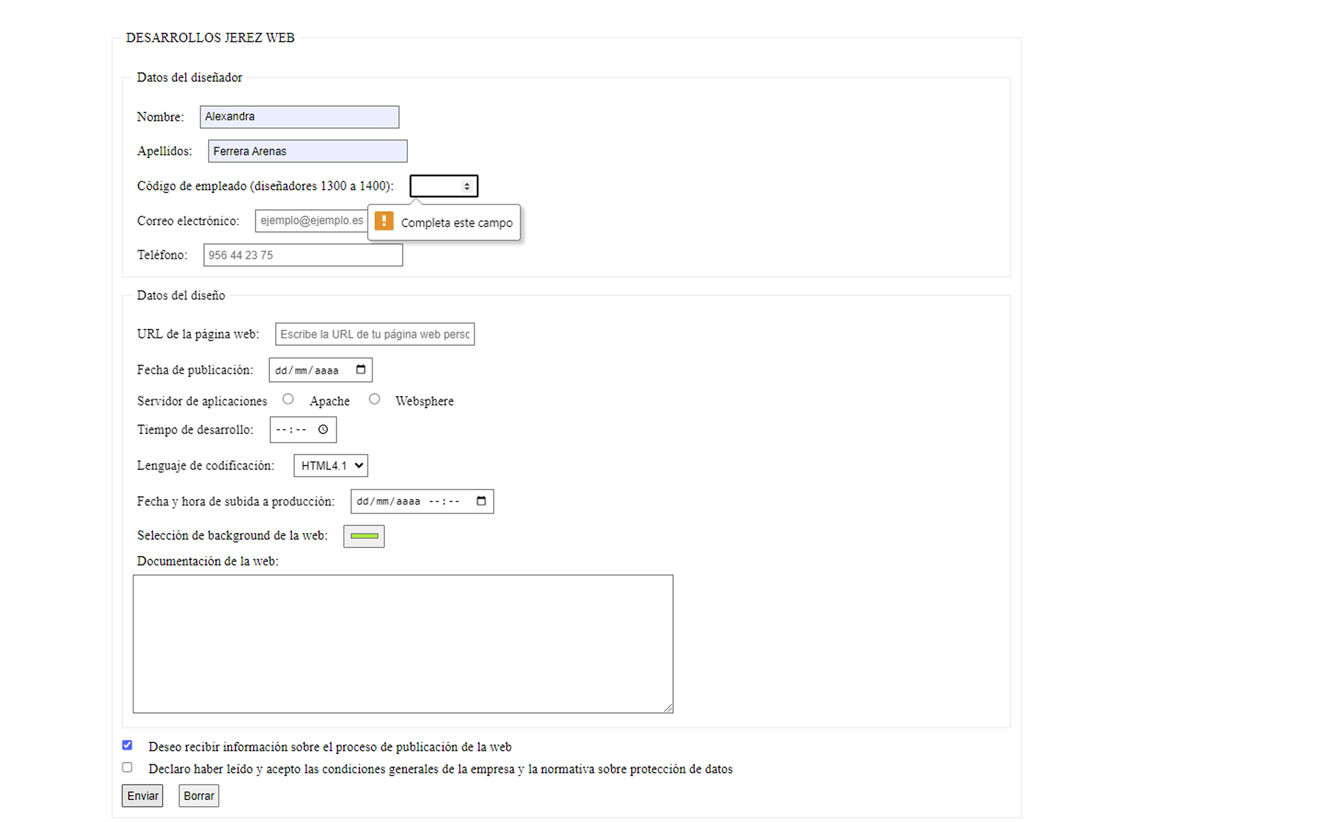 DESARROLLOS JEREZ WEB
Datos del diseñador
Nombre: Alexandra
Apellidos: Ferrera Arenas
Código de empleado (diseñadores 1300 a 1400):
Correo electrónico: ejemplo@ejemplo.es
! Completa este campo
Teléfono: 956 44 23 75
Datos del diseño
URL de la página web: Escribe la URL de tu página web persc
Fecha de publicación: dd/mm/aaaa
Servidor de aplicaciones Apache Websphere
Tiempo de desarrollo: --:--
Lenguaje de codificación: HTML4.1
Fecha y hora de subida a producción: dd/mm/aaaa --:--
Selección de background de la web:
Documentación de la web:
Deseo recibir información sobre el proceso de publicación de la web
Declaro haber leído y acepto las condiciones generales de la empresa y la normativa sobre protección de datos
Enviar Borrar